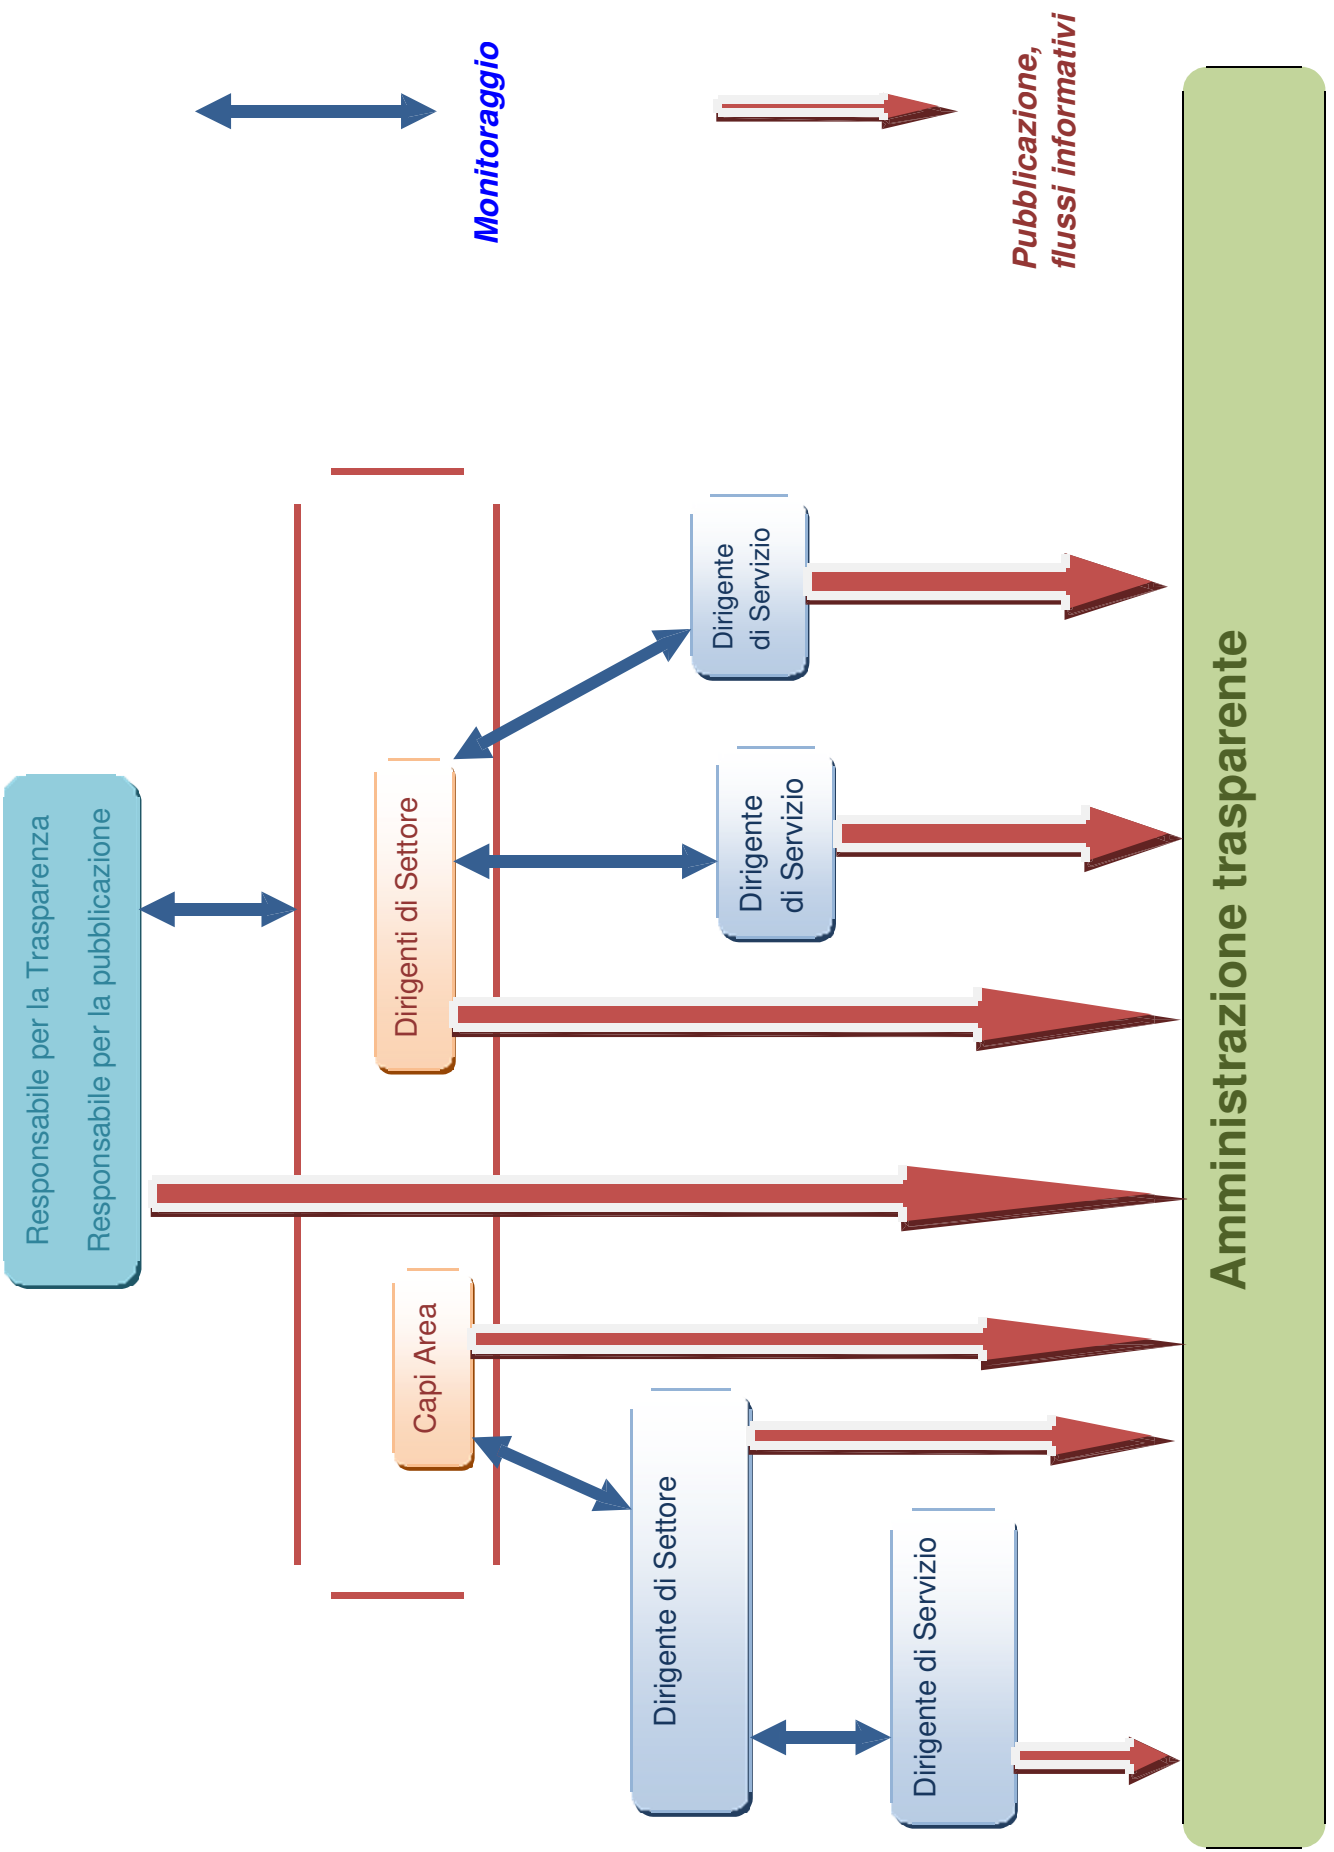 Responsabile per la Trasparenza
Responsabile per la pubblicazione
Capi Area
Dirigenti di Settore
Dirigente di Settore
Dirigente
di Servizio
Dirigente
di Servizio
Dirigente di Servizio
Amministrazione trasparente
Monitoraggio
Pubblicazione,
flussi informativi